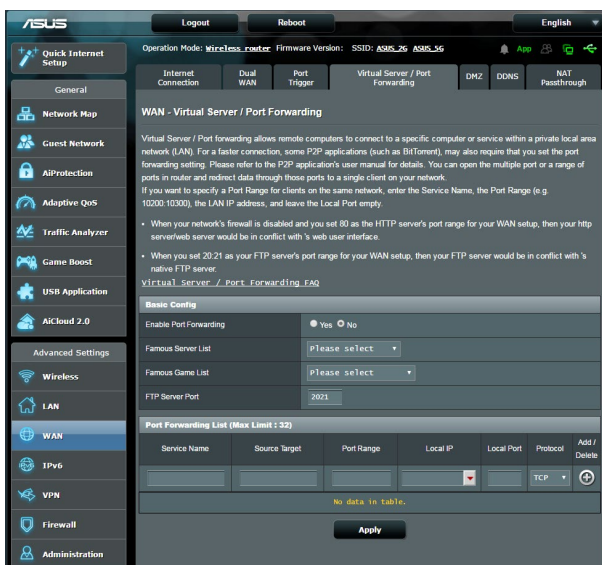 ASUS
Logout
Reboot
English
Quick Internet
Setup
Operation Mode: Wireless router Firmware Version: SSID: ASUS_2G ASUS_5G
App
General
Network Map
Guest Network
AiProtection
Adaptive QoS
Traffic Analyzer
Game Boost
USB Application
AiCloud 2.0
Advanced Settings
Wireless
LAN
WAN
IPv6
VPN
Firewall
Administration
Internet
Connection
Dual
WAN
Port
Trigger
Virtual Server / Port
Forwarding
DMZ
DDNS
NAT
Passthrough
WAN - Virtual Server / Port Forwarding
Virtual Server / Port forwarding allows remote computers to connect to a specific computer or service within a private local area
network (LAN). For a faster connection, some P2P applications (such as BitTorrent), may also require that you set the port
forwarding setting. Please refer to the P2P application's user manual for details. You can open the multiple port or a range of
ports in router and redirect data through those ports to a single client on your network.
If you want to specify a Port Range for clients on the same network, enter the Service Name, the Port Range (e.g.
10200:10300), the LAN IP address, and leave the Local Port empty.
• When your network's firewall is disabled and you set 80 as the HTTP server's port range for your WAN setup, then your http
server/web server would be in conflict with 's web user interface.
• When you set 20:21 as your FTP server's port range for your WAN setup, then your FTP server would be in conflict with 's
native FTP server.
Virtual Server / Port Forwarding FAQ
Basic Config
Enable Port Forwarding
Yes
No
Famous Server List
Please select
Famous Game List
Please select
FTP Server Port
2021
Port Forwarding List (Max Limit : 32)
Service Name
Source Target
Port Range
Local IP
Local Port
Protocol
Add /
Delete
TCP
No data in table.
Apply